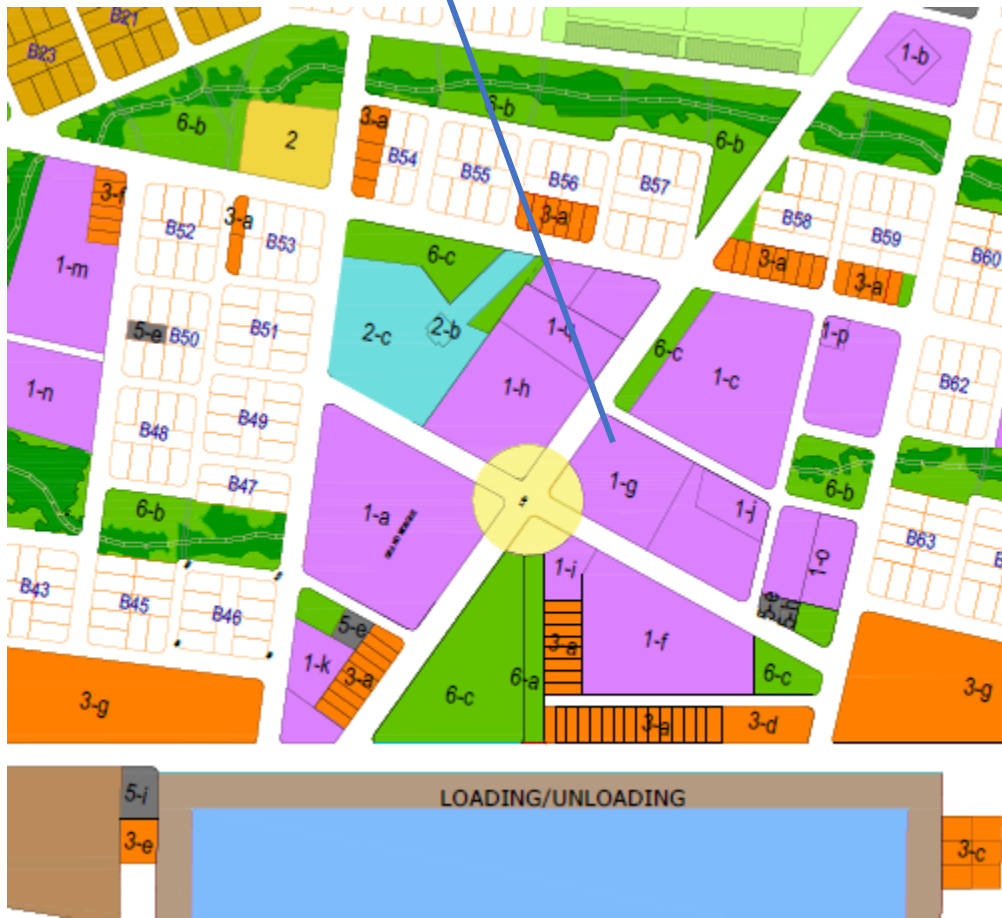 B21
B23
1-b
6-b
6-b
2
3-a
B54
B55
B56
3-a
B57
6-b
B58
B59
3-a
3-a
B60
3-f
B52
3-a
B53
1-m
5-e
B50
B51
6-c
2-c
2-b
1-h
6-c
1-c
1-p
B62
1-n
B48
B49
B47
6-b
1-a
1-g
1-j
6-b
B63
B43
B45
B46
1-i
5-e
1-k
3-a
3-a
1-f
6-c
6-a
6-c
3-g
3-g
3-a
3-d
5-i
3-e
LOADING/UNLOADING
3-c